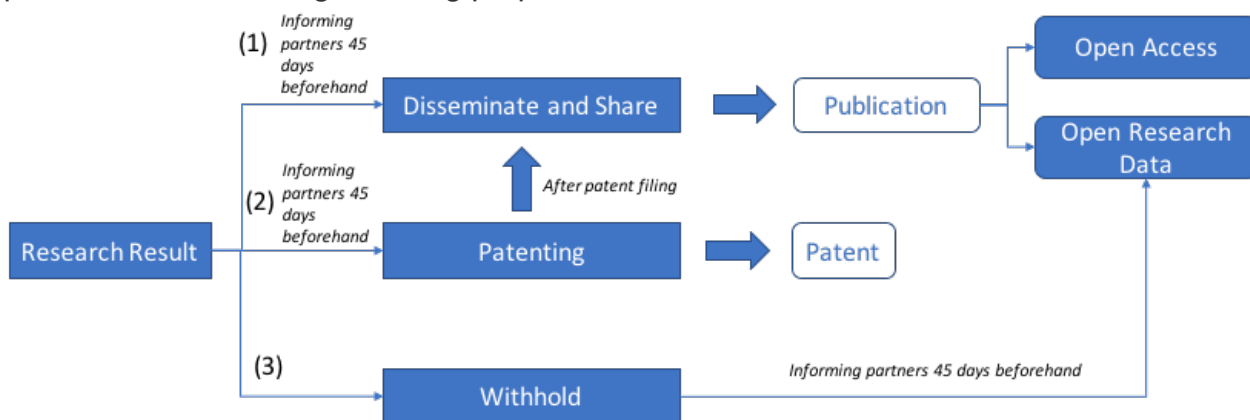 Informing
partners 45
days
beforehand
(1)
Disseminate and Share
Publication
Open Access
Open Research
Data
Informing
partners 45
days
beforehand
(2)
After patent filing
Research Result
Patenting
Patent
(3)
Withhold
Informing partners 45 days beforehand